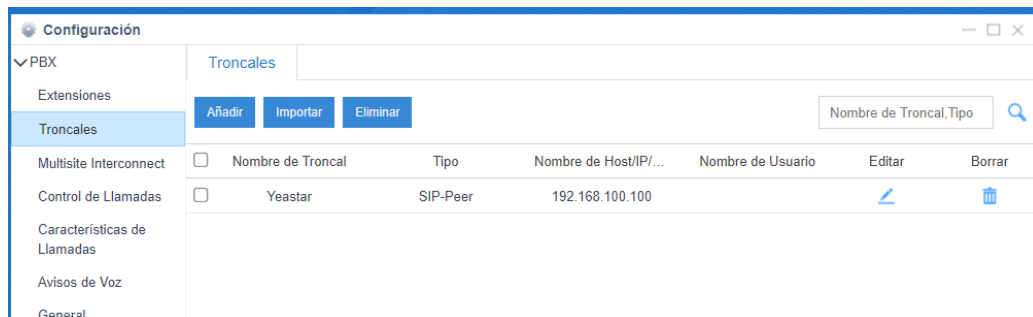 Configuración
PBX
Troncales
Extensiones
Añadir Importar Eliminar
Nombre de Troncal,Tipo
Troncales
Multisite Interconnect
Nombre de Troncal Tipo Nombre de Host/IP/... Nombre de Usuario Editar Borrar
Control de Llamadas
Yeastar SIP-Peer 192.168.100.100
Características de
Llamadas
Avisos de Voz
General